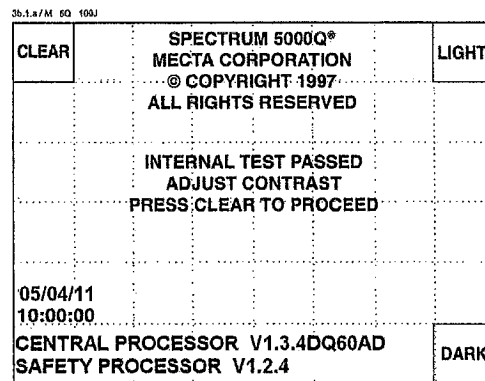 3b.1.a/M 5Q 100J
CLEAR
SPECTRUM 5000Q®
MECTA CORPORATION
© COPYRIGHT 1997
ALL RIGHTS RESERVED
LIGHT
INTERNAL TEST PASSED
ADJUST CONTRAST
PRESS CLEAR TO PROCEED
05/04/11
10:00:00
CENTRAL PROCESSOR V1.3.4DQ60AD
SAFETY PROCESSOR V1.2.4
DARK